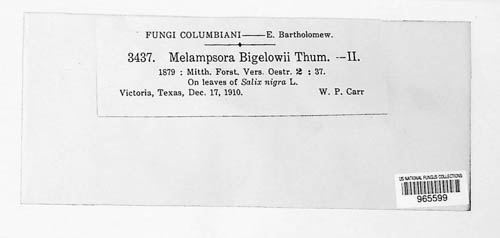 FUNGI COLUMBIANI—E. Bartholomew.
3437. Melampsora Bigelowii Thum. —II.
1879 : Mitth. Forst. Vers. Oestr. 2 : 37.
On leaves of Salix nigra L.
Victoria, Texas, Dec. 17, 1910. W. P. Carr
US NATIONAL FUNGUS COLLECTIONS
965599